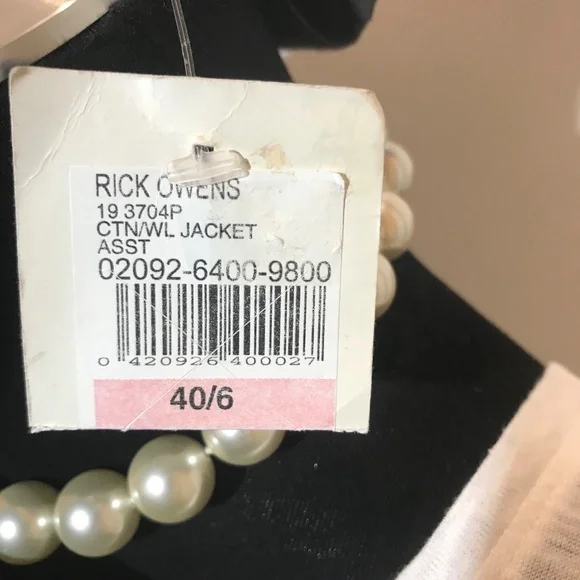 RICK OWENS
19 3704P
CTN/WL JACKET
ASST
02092-6400-9800
0 420926 400027
40/6